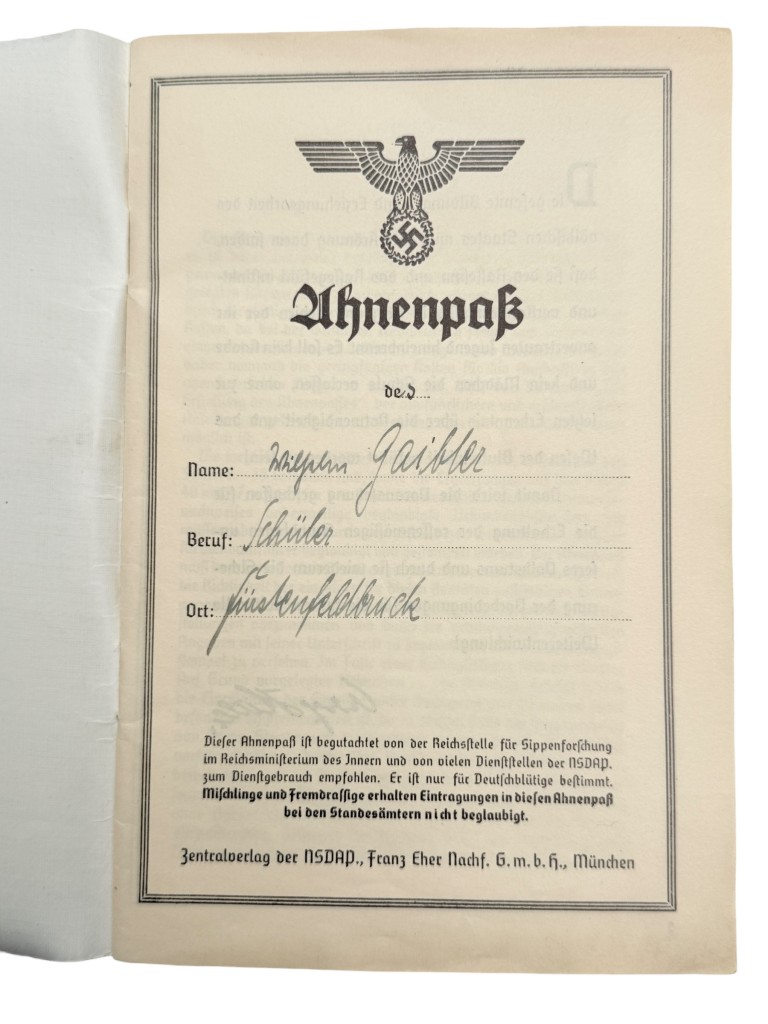 Ahnenpaß
des
Name: Wilhelm Gaibler
Beruf: Schüler
Ort: Fürstenfeldbruck
Dieser Ahnenpaß ist begutachtet von der Reichsstelle für Sippenforschung
im Reichsministerium des Innern und von vielen Dienststellen der NSDAP.
zum Dienstgebrauch empfohlen. Er ist nur für Deutschblütige bestimmt.
Mischlinge und Fremdrassige erhalten Eintragungen in diesen Ahnenpaß
bei den Standesämtern nicht beglaubigt.
Zentralverlag der NSDAP., Franz Eher Nachf. G. m. b. H., München